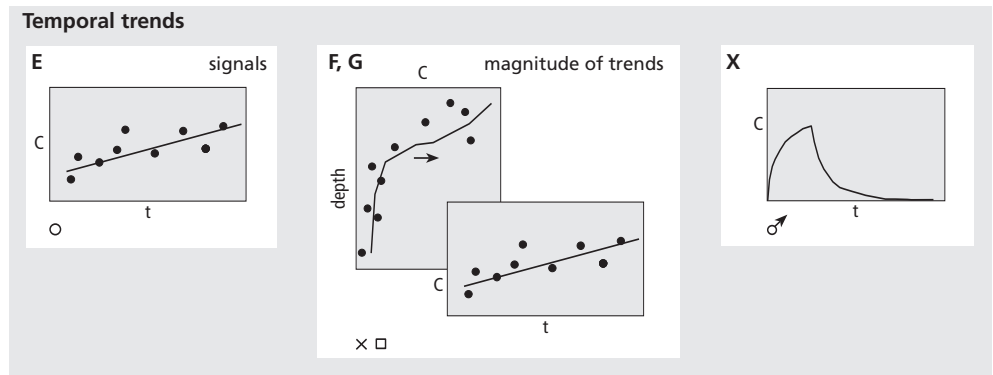 Temporal trends
E signals
C
t
F, G magnitude of trends
C
depth
C
t
X
C
t